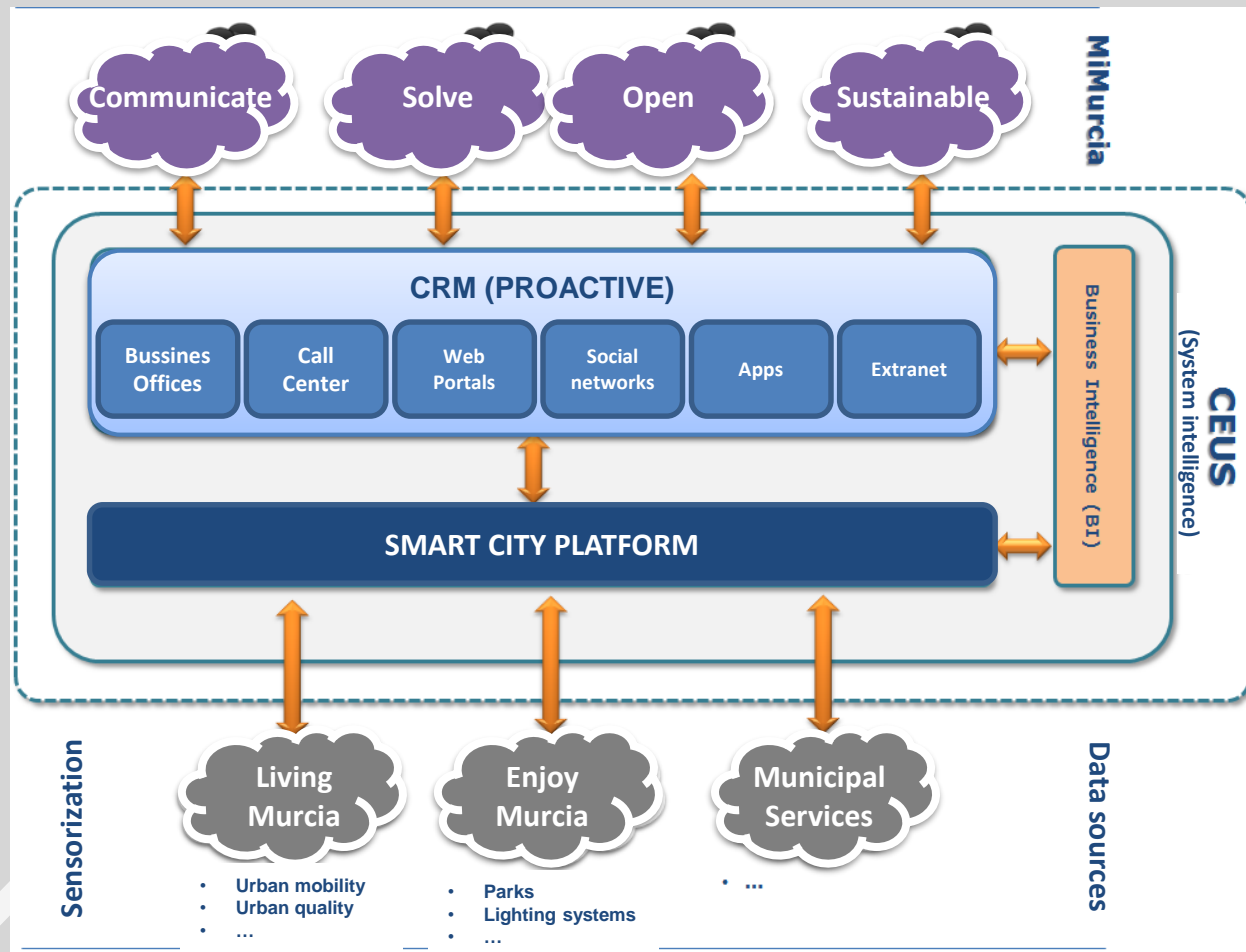 MiMurcia
Communicate
Solve
Open
Sustainable
CRM (PROACTIVE)
Bussines
Offices
Call
Center
Web
Portals
Social
networks
Apps
Extranet
Business Intelligence (BI)
CEUS
(System intelligence)
SMART CITY PLATFORM
Sensorization
Living
Murcia
Enjoy
Murcia
Municipal
Services
Data sources
• Urban mobility
• Urban quality
• ...
• Parks
• Lighting systems
• ...
• ...